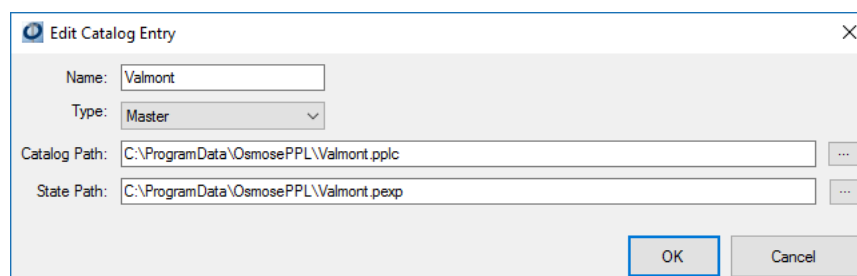 Edit Catalog Entry
Name: Valmont
Type: Master
Catalog Path: C:\ProgramData\OsmosePPL\Valmont.pplc ...
State Path: C:\ProgramData\OsmosePPL\Valmont.pexp ...
OK Cancel